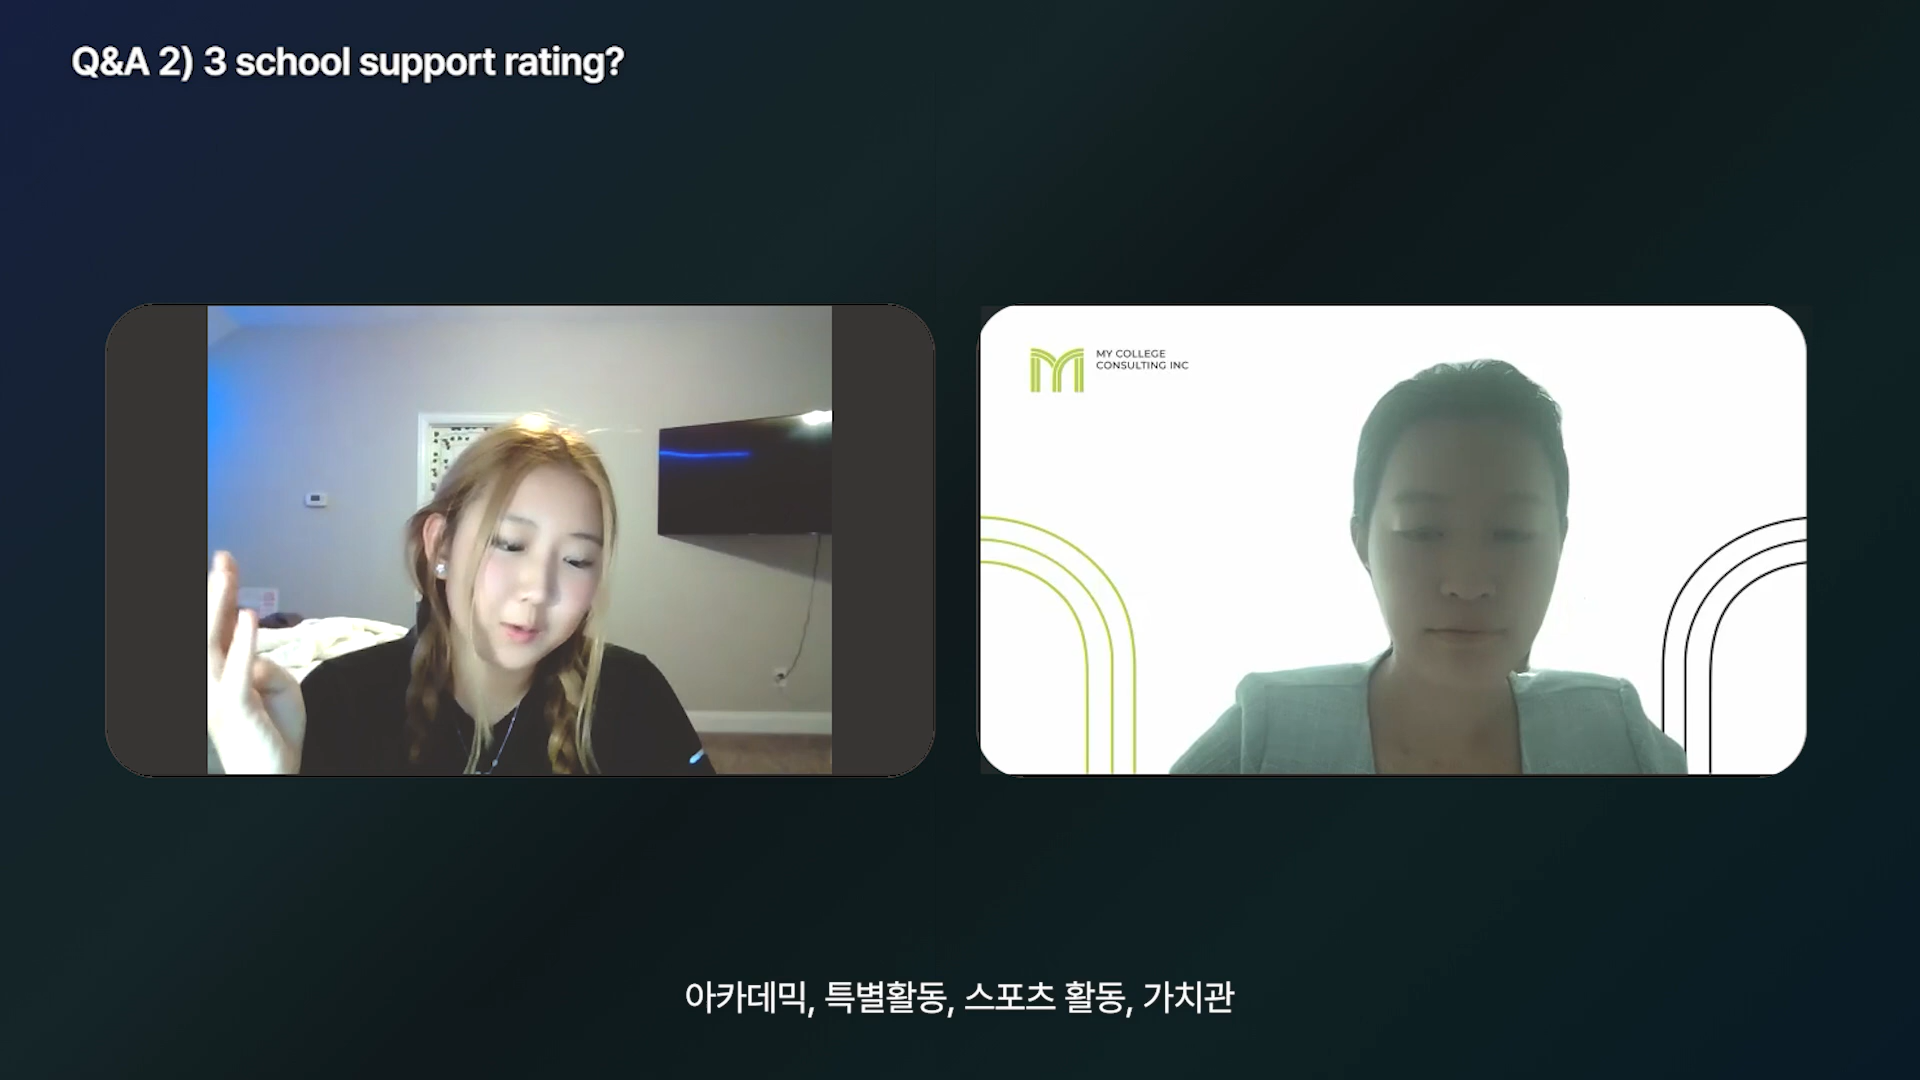 Q&A 2) 3 school support rating?
MY COLLEGE
CONSULTING INC
아카데믹, 특별활동, 스포츠 활동, 가치관